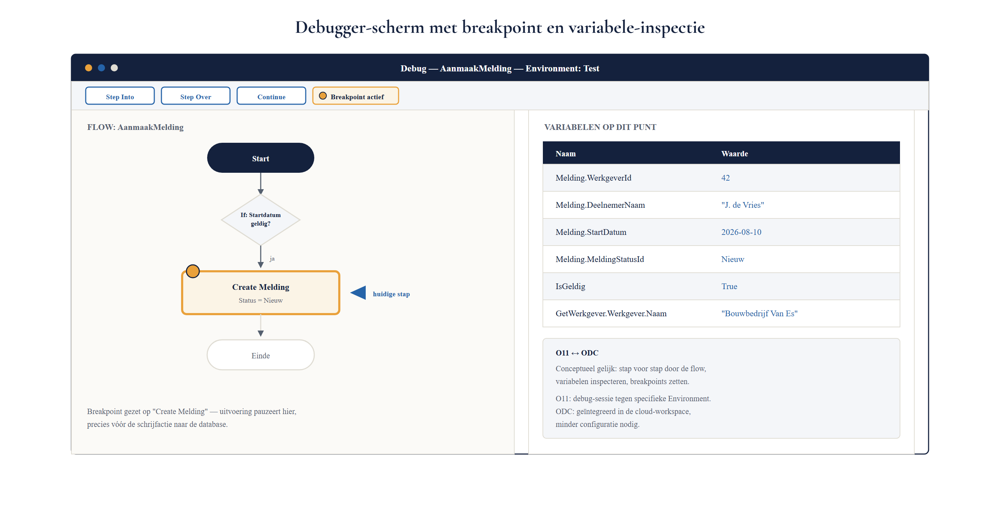 Debugger-scherm met breakpoint en variabele-inspectie
Debug — AanmaakMelding — Environment: Test
Step Into
Step Over
Continue
Breakpoint actief
FLOW: AanmaakMelding
Start
If: Startdatum
geldig?
ja
Create Melding
Status = Nieuw
huidige stap
Einde
Breakpoint gezet op "Create Melding" — uitvoering pauzeert hier,
precies vóór de schrijfactie naar de database.
VARIABELEN OP DIT PUNT
Naam Waarde
Melding.WerkgeverId 42
Melding.DeelnemerNaam "J. de Vries"
Melding.StartDatum 2026-08-10
Melding.MeldingStatusId Nieuw
IsGeldig True
GetWerkgever.Werkgever.Naam "Bouwbedrijf Van Es"
O11 ↔ ODC
Conceptueel gelijk: stap voor stap door de flow,
variabelen inspecteren, breakpoints zetten.
O11: debug-sessie tegen specifieke Environment.
ODC: geïntegreerd in de cloud-workspace,
minder configuratie nodig.